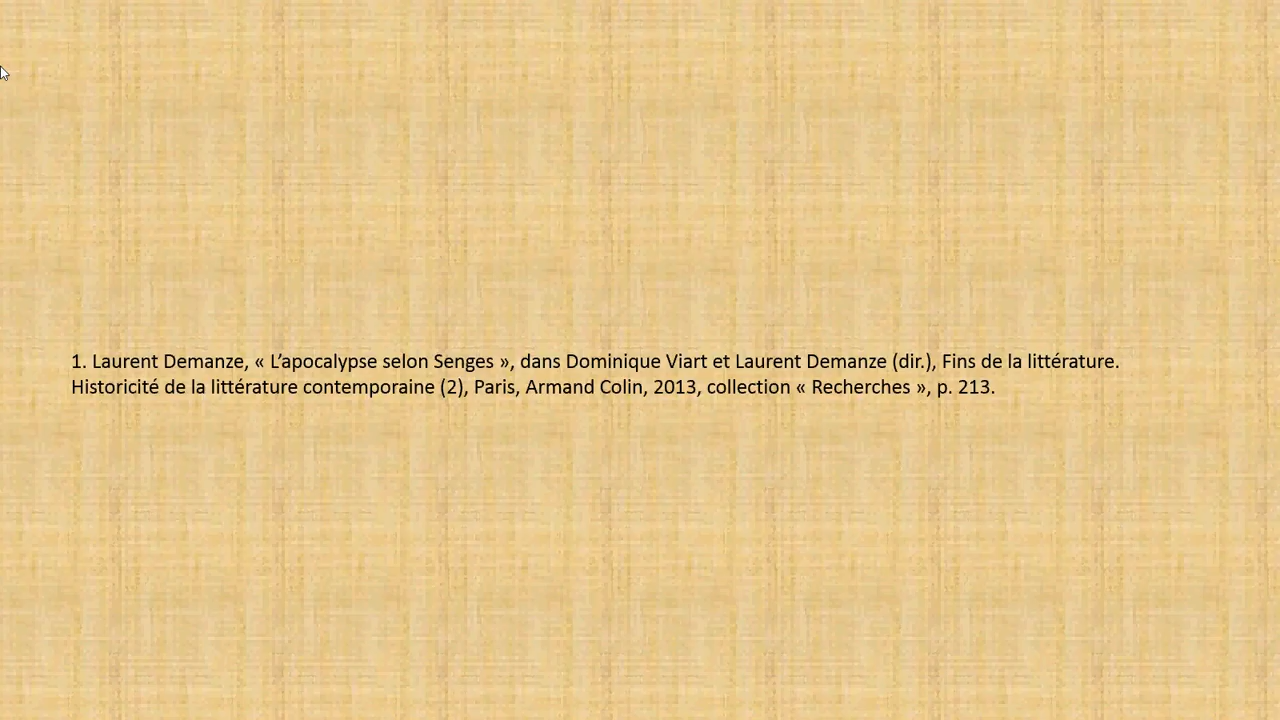 1. Laurent Demanze, « L’apocalypse selon Senges », dans Dominique Viart et Laurent Demanze (dir.), Fins de la littérature.
Historicité de la littérature contemporaine (2), Paris, Armand Colin, 2013, collection « Recherches », p. 213.